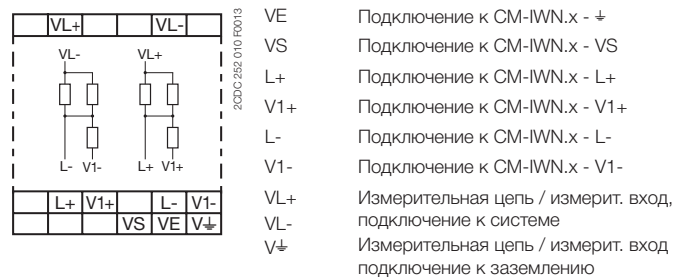 VL+ VL-
VL- VL+
L- V1- L+ V1+
L+ V1+ L- V1-
VS VE V⏚
2CDC 252 010 F0013
VE Подключение к CM-IWN.x - ⏚
VS Подключение к CM-IWN.x - VS
L+ Подключение к CM-IWN.x - L+
V1+ Подключение к CM-IWN.x - V1+
L- Подключение к CM-IWN.x - L-
V1- Подключение к CM-IWN.x - V1-
VL+ Измерительная цепь / измерит. вход,
VL- подключение к системе
V⏚ Измерительная цепь / измерит. вход
подключение к заземлению